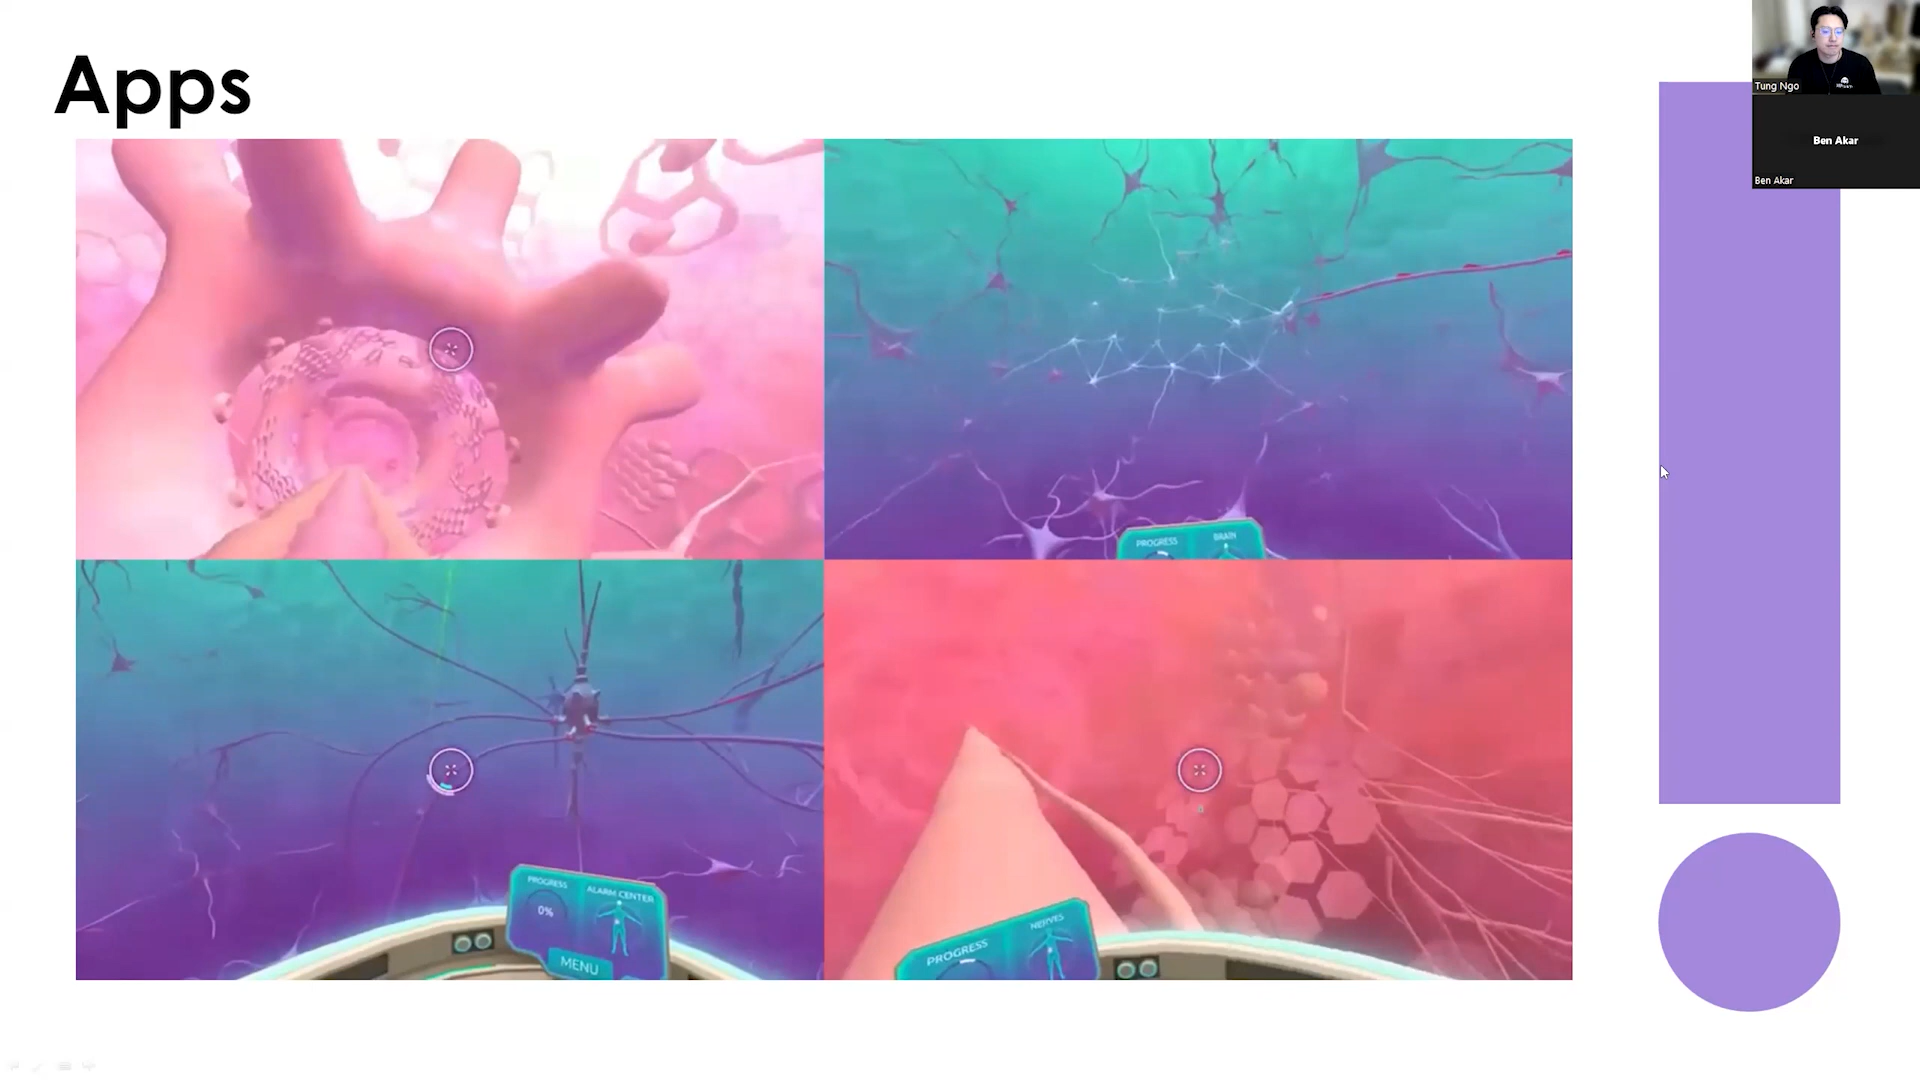 Apps
Tung Ngo
Ben Akar
Ben Akar
PROGRESS
BRAIN
PROGRESS
ALARM CENTER
0%
MENU
PROGRESS
NERVES